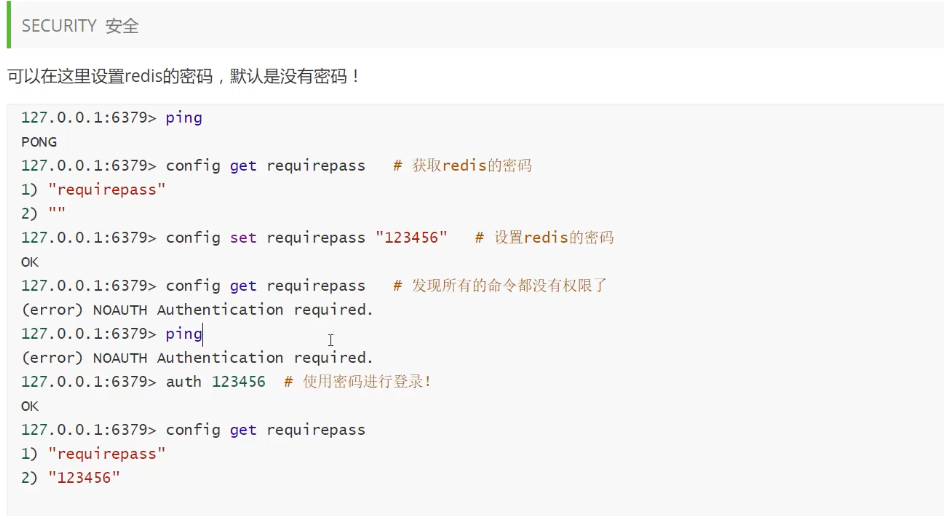 SECURITY 安全
可以在这里设置redis的密码，默认是没有密码！
127.0.0.1:6379> ping
PONG
127.0.0.1:6379> config get requirepass   # 获取redis的密码
1) "requirepass"
2) ""
127.0.0.1:6379> config set requirepass "123456"   # 设置redis的密码
OK
127.0.0.1:6379> config get requirepass   # 发现所有的命令都没有权限了
(error) NOAUTH Authentication required.
127.0.0.1:6379> ping
(error) NOAUTH Authentication required.
127.0.0.1:6379> auth 123456  # 使用密码进行登录！
OK
127.0.0.1:6379> config get requirepass
1) "requirepass"
2) "123456"